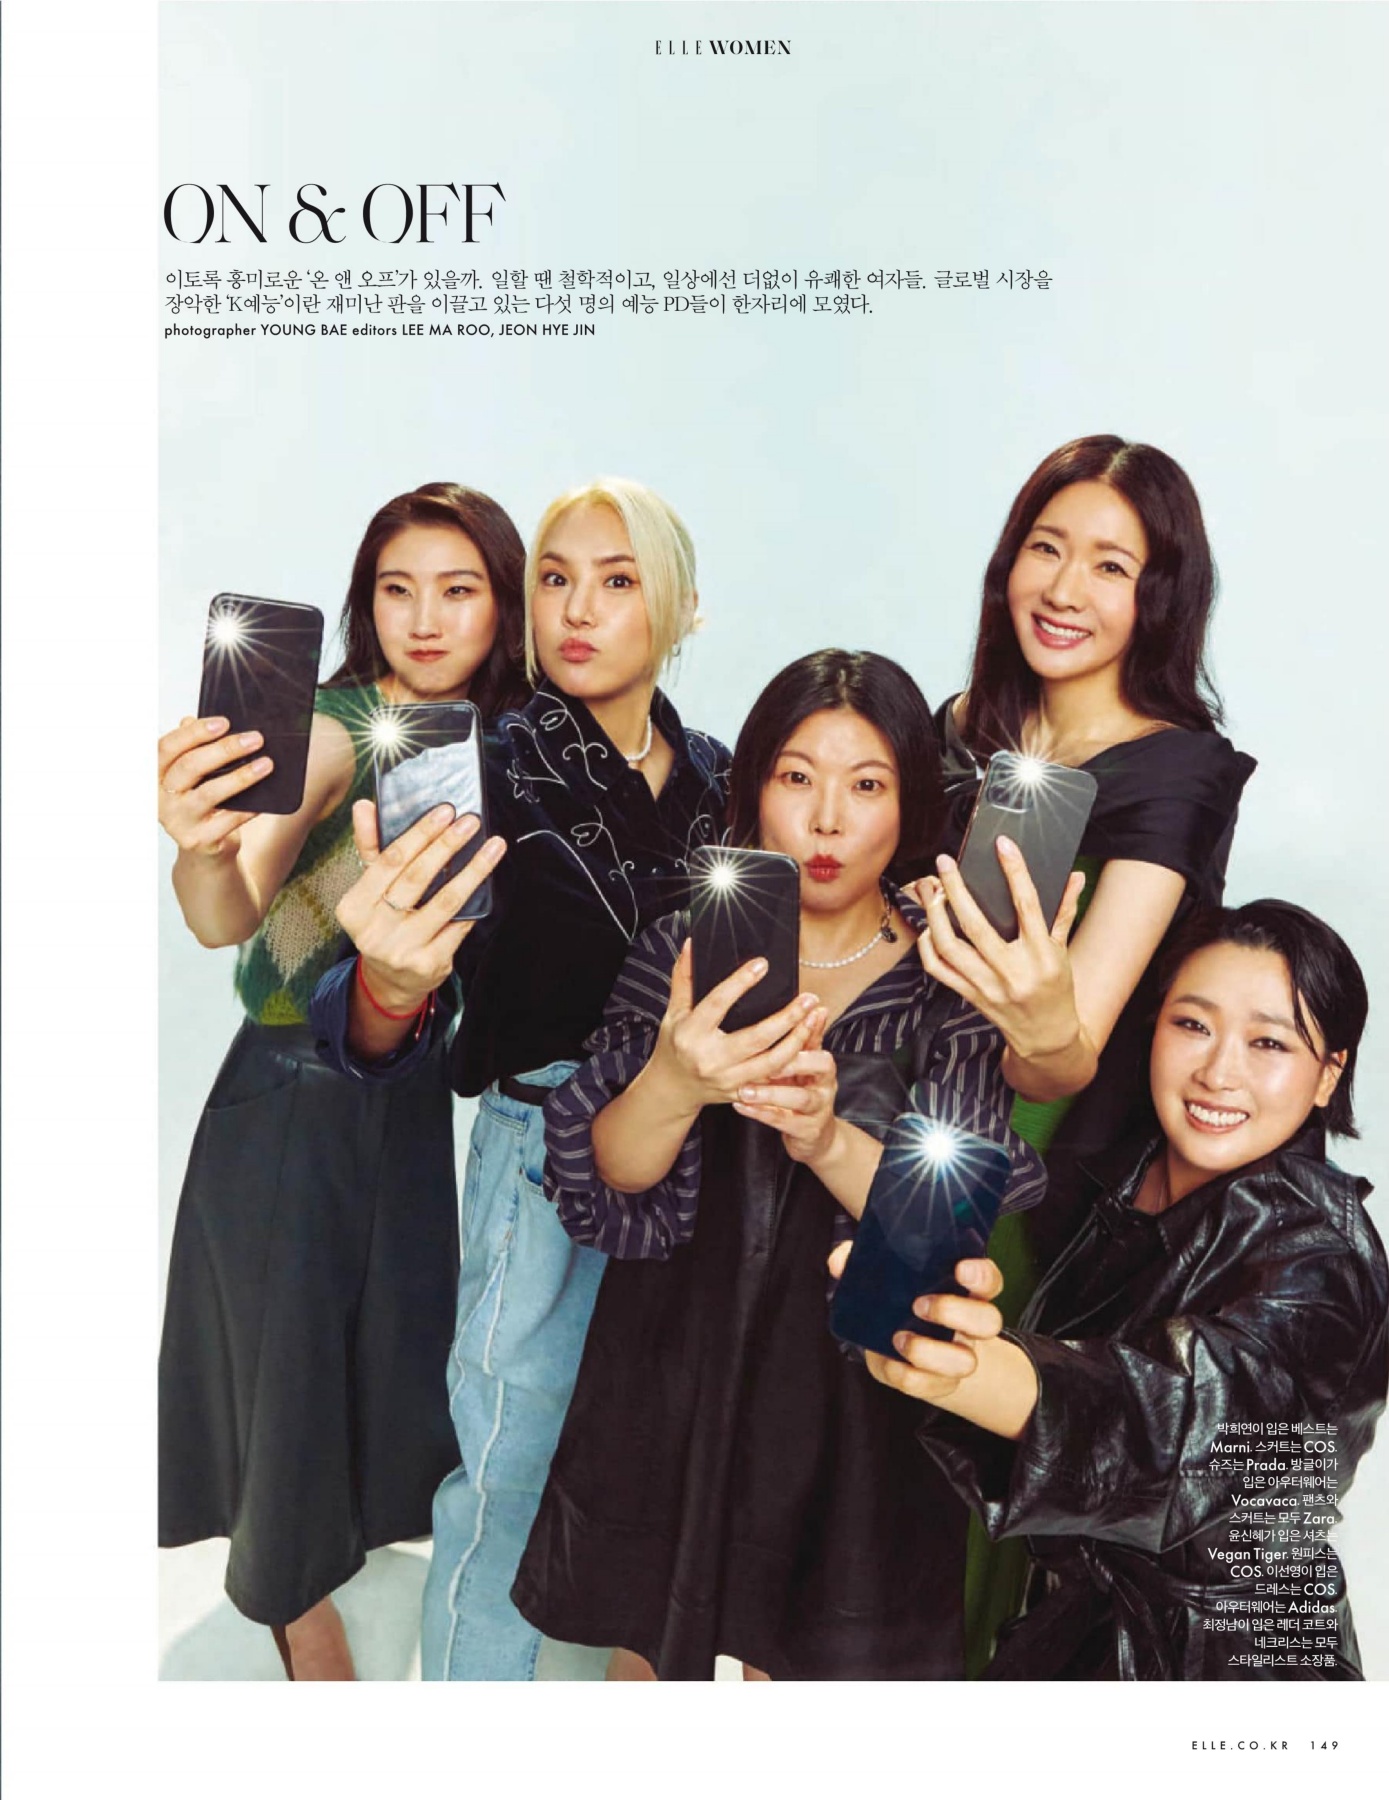 ELLE WOMEN
ON & OFF
이토록 흥미로운 ‘온 앤 오프’가 있을까. 일할 땐 철학적이고, 일상에선 더없이 유쾌한 여자들. 글로벌 시장을
장악한 ‘K예능’이란 재미난 판을 이끌고 있는 다섯 명의 예능 PD들이 한자리에 모였다.
photographer YOUNG BAE editors LEE MA ROO, JEON HYE JIN
박희연이 입은 베스트는
Marni. 스커트는 COS.
슈즈는 Prada. 방글이가
입은 아우터웨어는
Vocavaca. 팬츠와
스커트는 모두 Zara.
윤신혜가 입은 셔츠는
Vegan Tiger. 원피스는
COS. 이선영이 입은
드레스는 COS.
아우터웨어는 Adidas.
최정남이 입은 레더 코트와
네크리스는 모두
스타일리스트 소장품.
ELLE.CO.KR 149